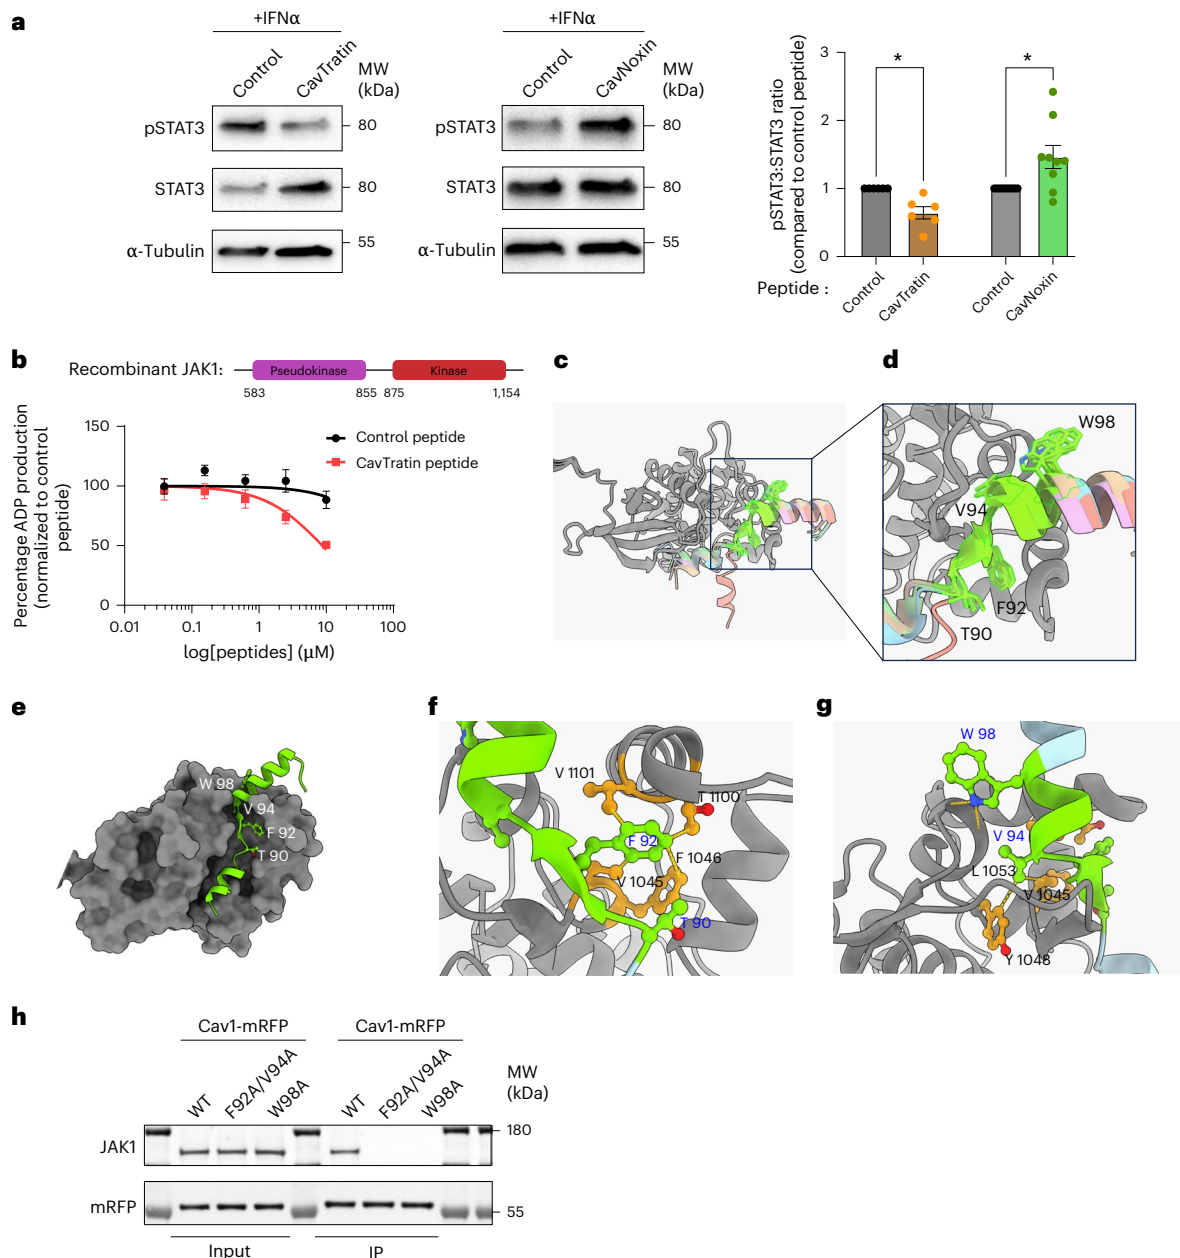 a
+IFNα
Control
CavTratin
MW
(kDa)
pSTAT3
80
STAT3
80
α-Tubulin
55
+IFNα
Control
CavNoxin
MW
(kDa)
pSTAT3
80
STAT3
80
α-Tubulin
55
pSTAT3:STAT3 ratio
(compared to control peptide)
3
2
1
0
*
*
Peptide :
Control
CavTratin
Control
CavNoxin
b
Recombinant JAK1:
Pseudokinase
Kinase
583
855
875
1,154
Percentage ADP production
(normalized to control
peptide)
150
100
50
0
Control peptide
CavTratin peptide
0.01
0.1
1
10
100
log[peptides] (μM)
c
d
W98
V94
F92
T90
e
W 98
V 94
F 92
T 90
f
V 1101
T 1100
F 92
F 1046
V 1045
T 90
g
W 98
V 94
L 1053
V 1045
Y 1048
h
Cav1-mRFP
Cav1-mRFP
WT
F92A/V94A
W98A
WT
F92A/V94A
W98A
MW
(kDa)
JAK1
180
mRFP
55
Input
IP